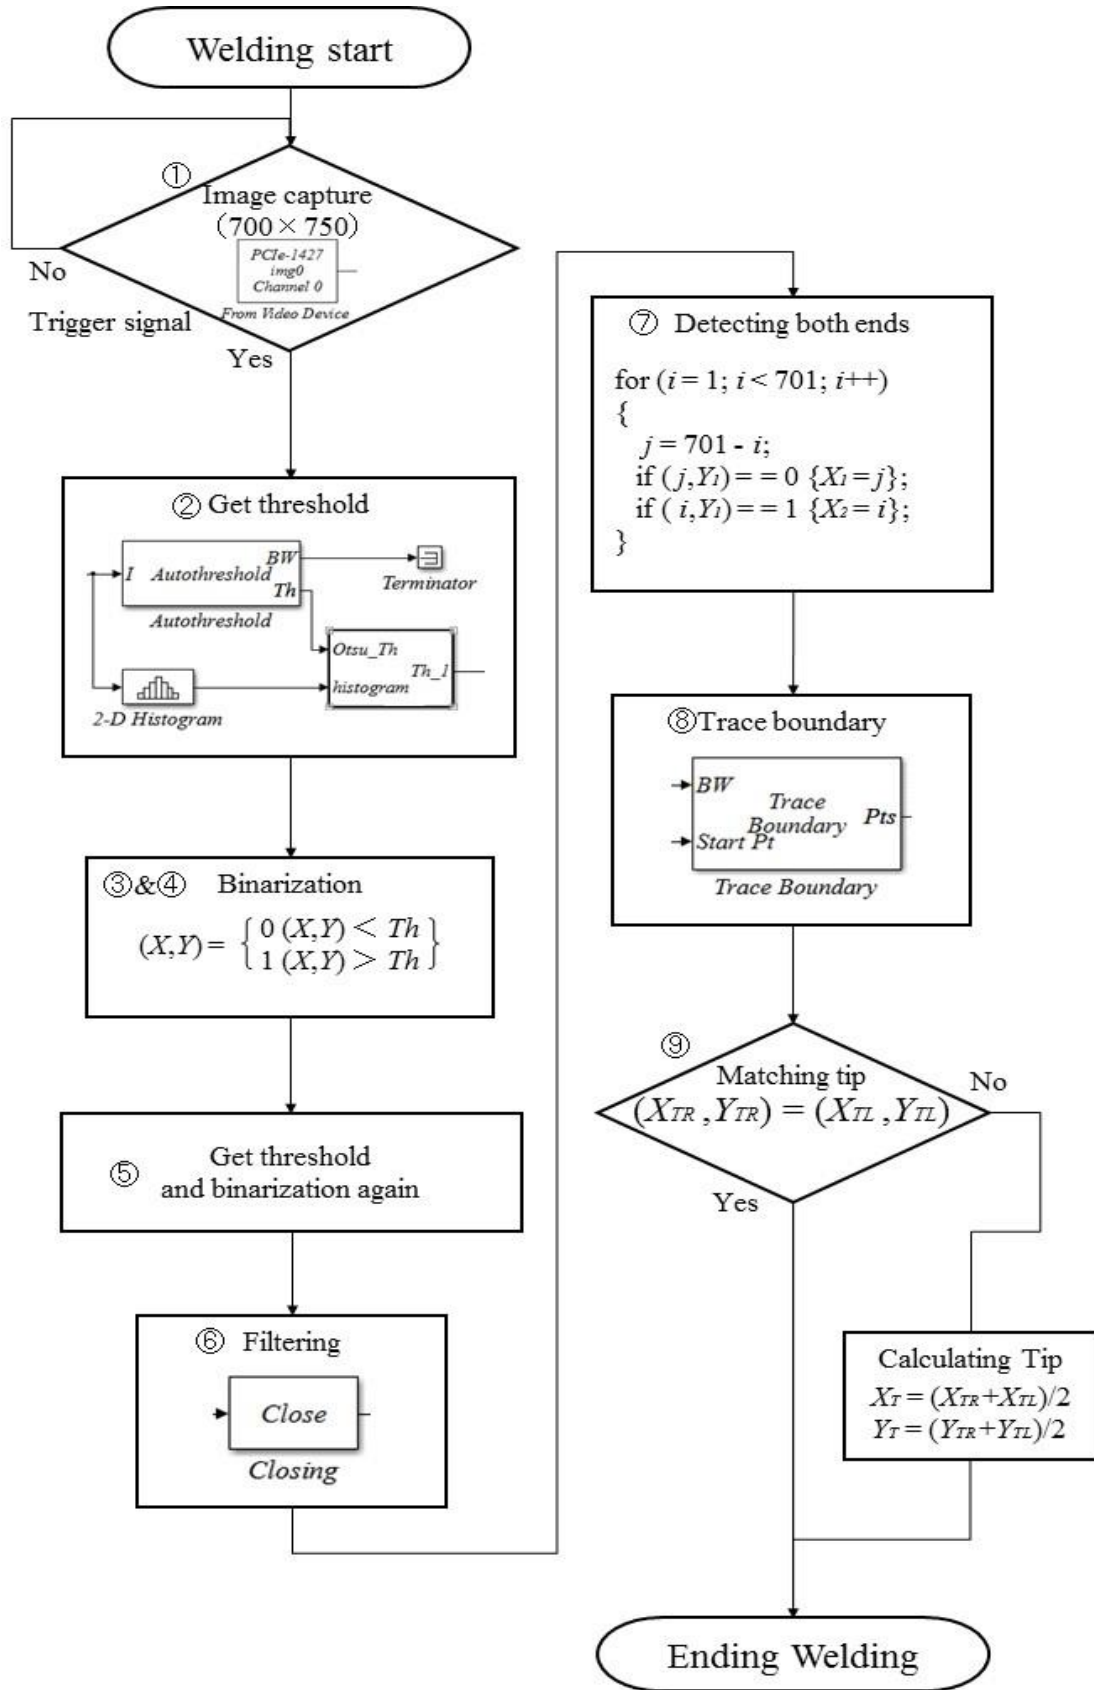 Welding start
①
Image capture
(700 × 750)
PCIe-1427
img0
Channel 0
From Video Device
No
Trigger signal
Yes
② Get threshold
I Autothreshold BW
Th
Autothreshold
Terminator
Otsu_Th
histogram
Th_1
2-D Histogram
③&④ Binarization
(X,Y) = { 0 (X,Y) < Th
1 (X,Y) > Th }
⑤ Get threshold
and binarization again
⑥ Filtering
Close
Closing
⑦ Detecting both ends
for (i = 1; i < 701; i++)
{
j = 701 - i;
if (j,Y1) = = 0 {X1 = j};
if (i,Y1) = = 1 {X2 = i};
}
⑧ Trace boundary
BW
Start Pt
Trace
Boundary
Pts
Trace Boundary
⑨
Matching tip
(XTR ,YTR) = (XTL ,YTL)
No
Yes
Calculating Tip
XT = (XTR+XTL)/2
YT = (YTR+YTL)/2
Ending Welding